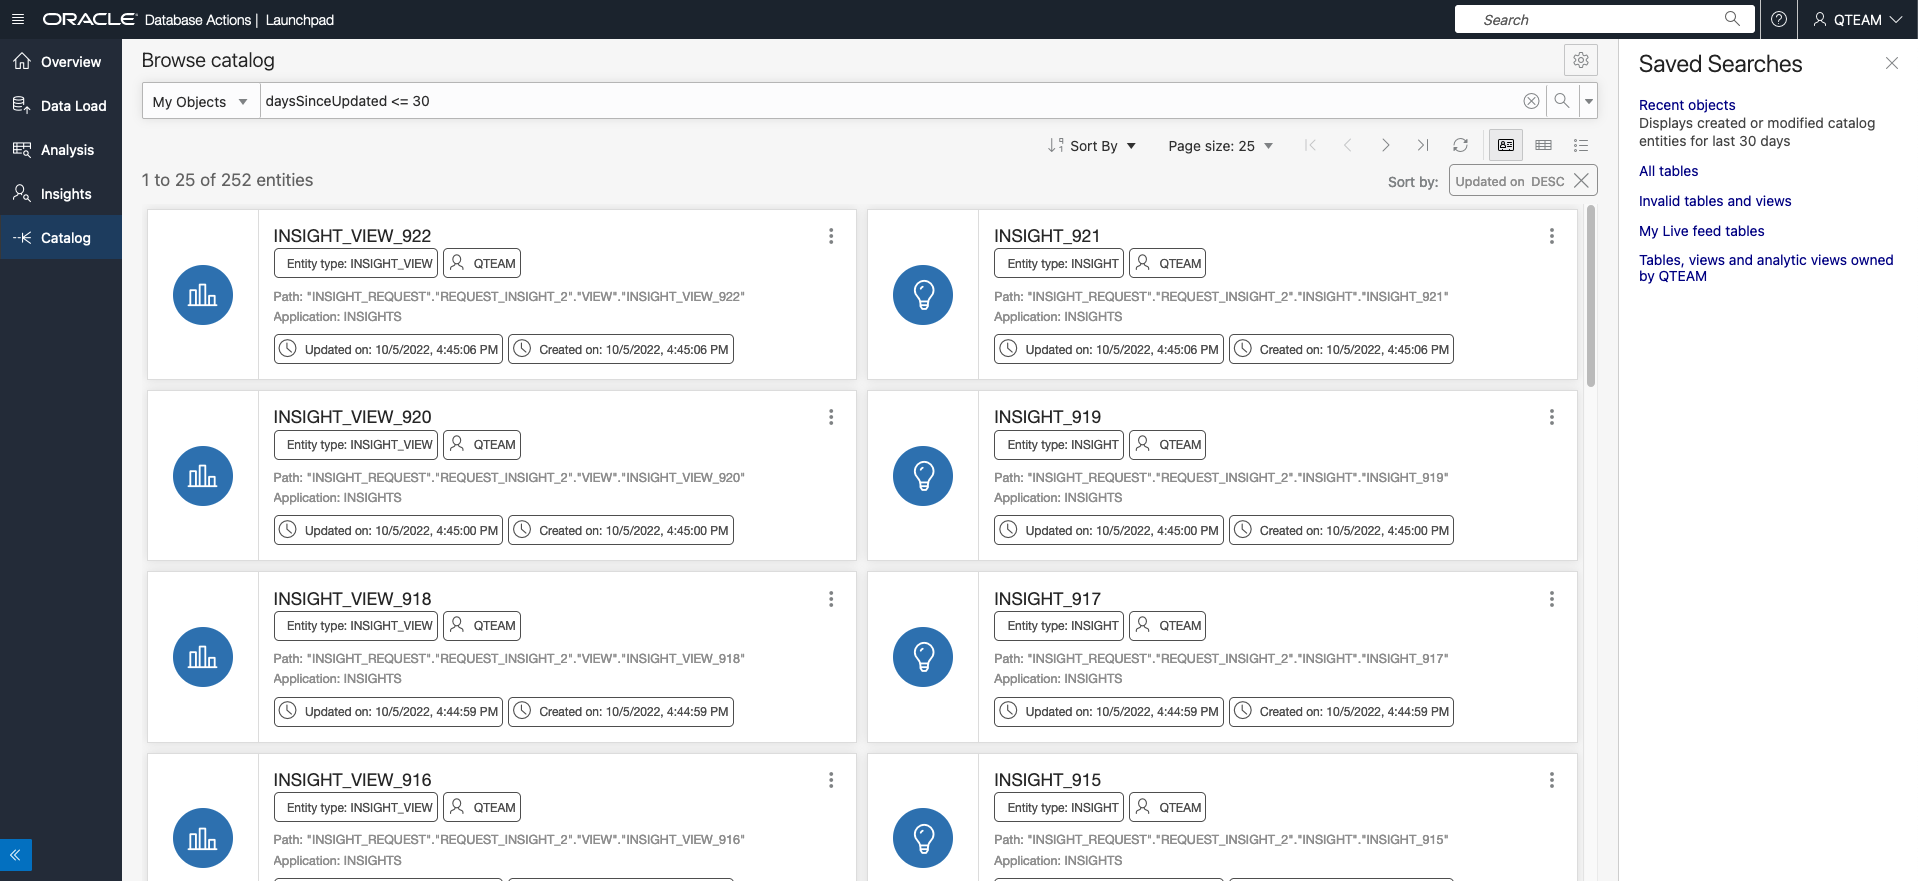 ORACLE Database Actions | Launchpad
Search
QTEAM
Overview
Data Load
Analysis
Insights
Catalog
Browse catalog
My Objects
daysSinceUpdated <= 30
Sort By
Page size: 25
1 to 25 of 252 entities
Sort by:
Updated on DESC
INSIGHT_VIEW_922
Entity type: INSIGHT_VIEW
QTEAM
Path: "INSIGHT_REQUEST"."REQUEST_INSIGHT_2"."VIEW"."INSIGHT_VIEW_922"
Application: INSIGHTS
Updated on: 10/5/2022, 4:45:06 PM
Created on: 10/5/2022, 4:45:06 PM
INSIGHT_921
Entity type: INSIGHT
QTEAM
Path: "INSIGHT_REQUEST"."REQUEST_INSIGHT_2"."INSIGHT"."INSIGHT_921"
Application: INSIGHTS
Updated on: 10/5/2022, 4:45:06 PM
Created on: 10/5/2022, 4:45:06 PM
INSIGHT_VIEW_920
Entity type: INSIGHT_VIEW
QTEAM
Path: "INSIGHT_REQUEST"."REQUEST_INSIGHT_2"."VIEW"."INSIGHT_VIEW_920"
Application: INSIGHTS
Updated on: 10/5/2022, 4:45:00 PM
Created on: 10/5/2022, 4:45:00 PM
INSIGHT_919
Entity type: INSIGHT
QTEAM
Path: "INSIGHT_REQUEST"."REQUEST_INSIGHT_2"."INSIGHT"."INSIGHT_919"
Application: INSIGHTS
Updated on: 10/5/2022, 4:45:00 PM
Created on: 10/5/2022, 4:45:00 PM
INSIGHT_VIEW_918
Entity type: INSIGHT_VIEW
QTEAM
Path: "INSIGHT_REQUEST"."REQUEST_INSIGHT_2"."VIEW"."INSIGHT_VIEW_918"
Application: INSIGHTS
Updated on: 10/5/2022, 4:44:59 PM
Created on: 10/5/2022, 4:44:59 PM
INSIGHT_917
Entity type: INSIGHT
QTEAM
Path: "INSIGHT_REQUEST"."REQUEST_INSIGHT_2"."INSIGHT"."INSIGHT_917"
Application: INSIGHTS
Updated on: 10/5/2022, 4:44:59 PM
Created on: 10/5/2022, 4:44:59 PM
INSIGHT_VIEW_916
Entity type: INSIGHT_VIEW
QTEAM
Path: "INSIGHT_REQUEST"."REQUEST_INSIGHT_2"."VIEW"."INSIGHT_VIEW_916"
Application: INSIGHTS
INSIGHT_915
Entity type: INSIGHT
QTEAM
Path: "INSIGHT_REQUEST"."REQUEST_INSIGHT_2"."INSIGHT"."INSIGHT_915"
Application: INSIGHTS
Saved Searches
Recent objects
Displays created or modified catalog
entities for last 30 days
All tables
Invalid tables and views
My Live feed tables
Tables, views and analytic views owned
by QTEAM